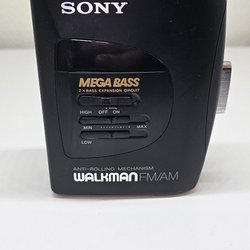 SONY
MEGA BASS
2 × BASS EXPANSION CIRCUIT
HIGH OFF ON
MIN MAX
LOW
ANTI-ROLLING MECHANISM
WALKMAN FM/AM